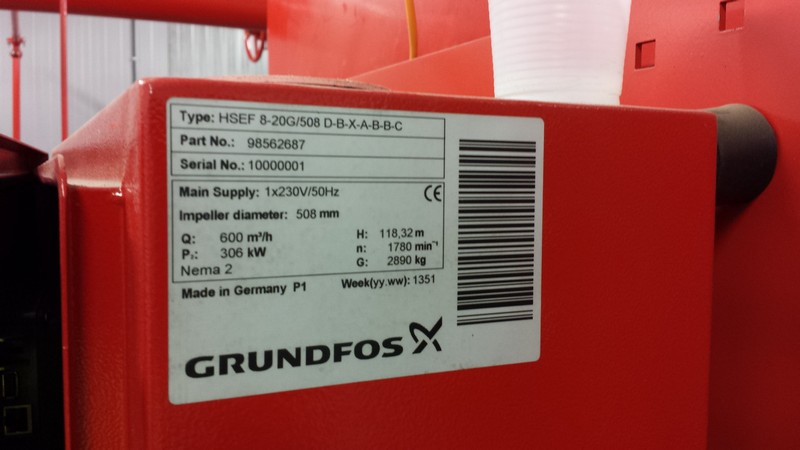 Type: HSEF 8-20G/508 D-B-X-A-B-B-C
Part No.: 98562687
Serial No.: 10000001
Main Supply: 1x230V/50Hz CE
Impeller diameter: 508 mm
Q: 600 m³/h H: 118,32 m
P₂: 306 kW n: 1780 min⁻¹
Nema 2 G: 2890 kg
Made in Germany P1 Week(yy.ww): 1351
GRUNDFOS